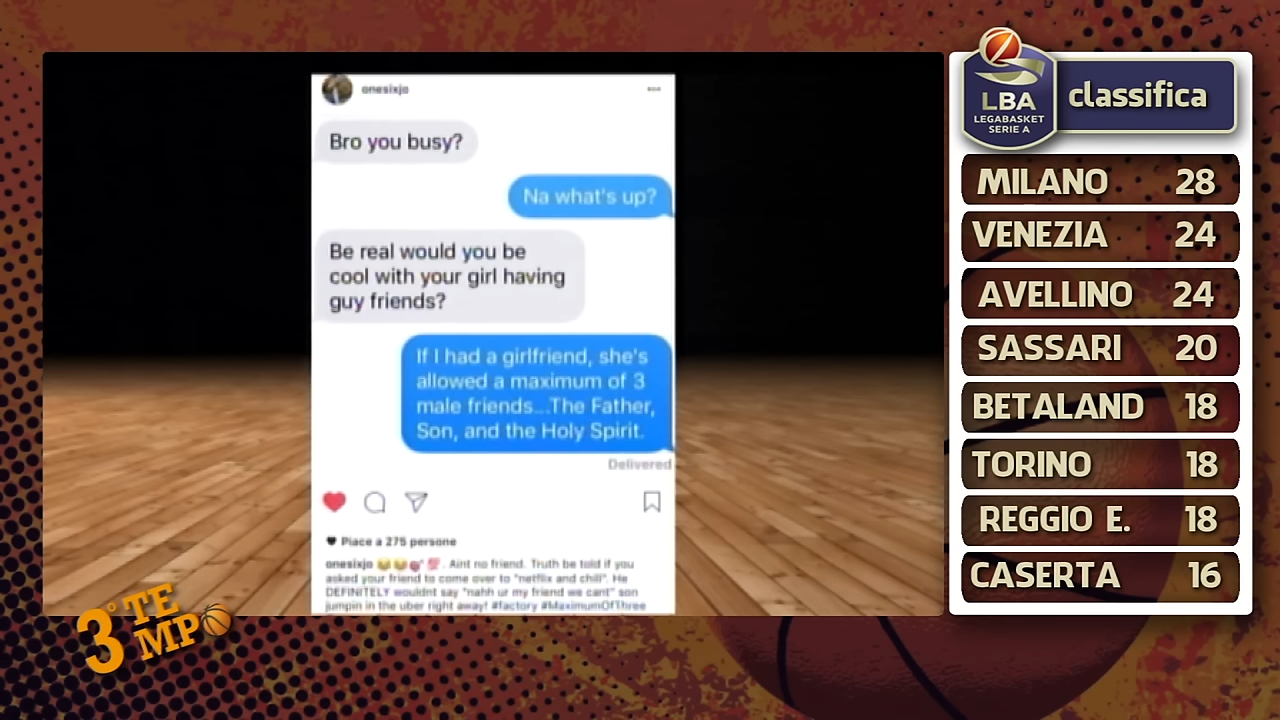 onesixjo
Bro you busy?
Na what's up?
Be real would you be
cool with your girl having
guy friends?
If I had a girlfriend, she's
allowed a maximum of 3
male friends...The Father,
Son, and the Holy Spirit.
Delivered
Piace a 275 persone
onesixjo 😂😂 💯. Aint no friend. Truth be told if you
asked your friend to come over to "netflix and chill". He
DEFINITELY wouldnt say "nahh ur my friend we cant" son
jumpin in the uber right away! #factory #MaximumOfThree
3° TE
MPO
LBA
LEGABASKET
SERIE A
classifica
MILANO 28
VENEZIA 24
AVELLINO 24
SASSARI 20
BETALAND 18
TORINO 18
REGGIO E. 18
CASERTA 16